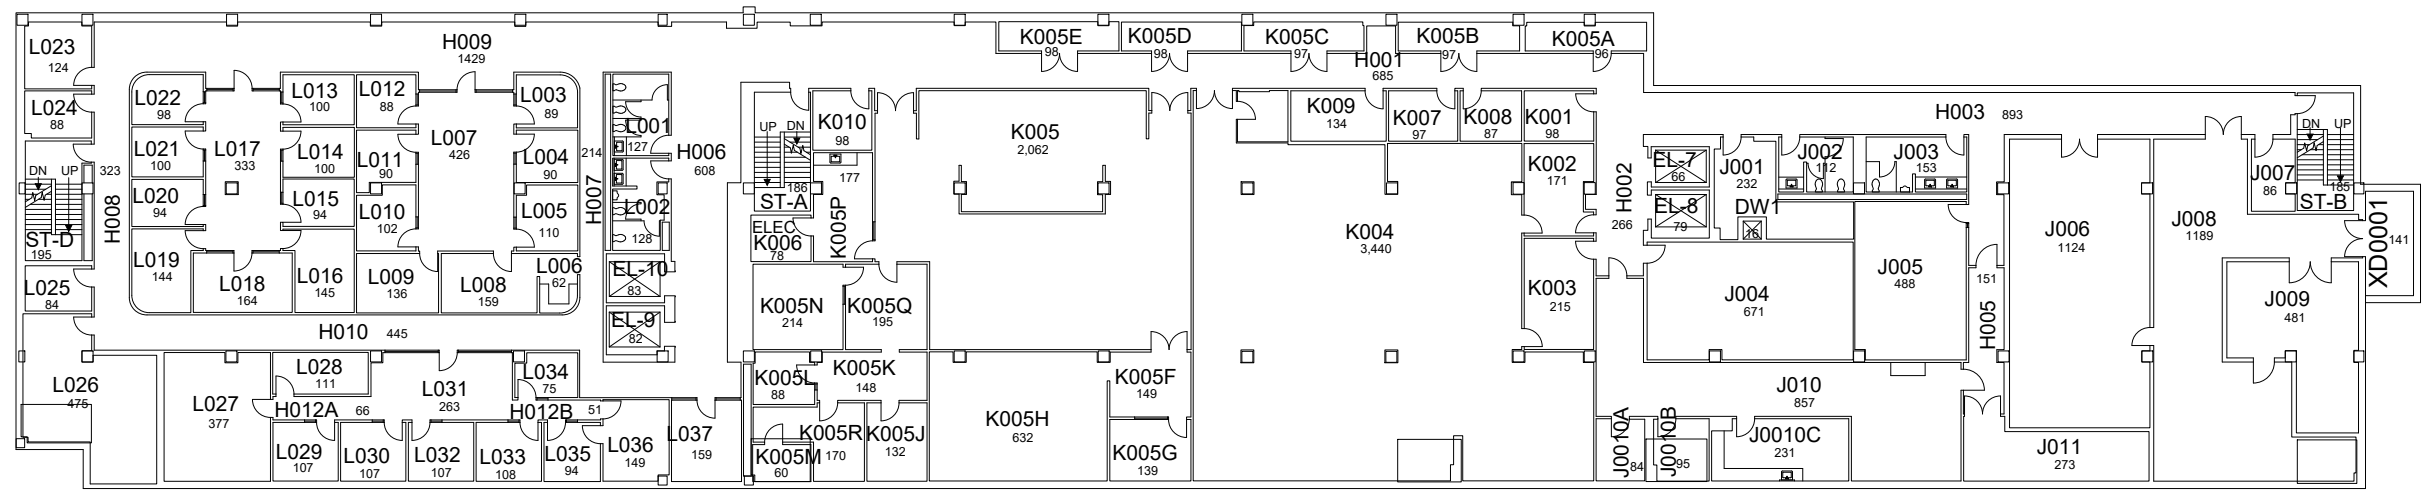 L023
124
H009
1429
K005E
98
K005D
98
K005C
97
K005B
97
K005A
96
H001
685
L024
88
L022
98
L013
100
L012
88
L003
89
L007
426
L017
333
L021
100
L014
100
L011
90
L004
90
L020
94
L015
94
L010
102
L005
110
L019
144
L018
164
L016
145
L009
136
L008
159
L006
62
DN
UP
323
H008
ST-D
195
L025
84
H010 445
214
H007
L001
127
L002
128
EL-10
83
EL-9
82
H006
608
UP
DN
186
ST-A
K010
98
177
K005P
ELEC
K006
78
K005
2,062
K005N
214
K005Q
195
K009
134
K007
97
K008
87
K001
98
K002
171
K004
3,440
K003
215
H002
266
EL-7
66
EL-8
79
J001
232
DW1
16
J002
112
J003
153
H003 893
J007
86
DN
UP
185
ST-B
J006
1124
J008
1189
XD0001
141
J005
488
J004
671
151
H005
J009
481
L026
475
L027
377
L028
111
L031
263
L034
75
H012A
66
H012B
51
L029
107
L030
107
L032
107
L033
108
L035
94
L036
149
L037
159
K005L
88
K005K
148
K005M
60
K005R
170
K005J
132
K005H
632
K005F
149
K005G
139
J010
857
J0010A
84
J0010B
95
J0010C
231
J011
273